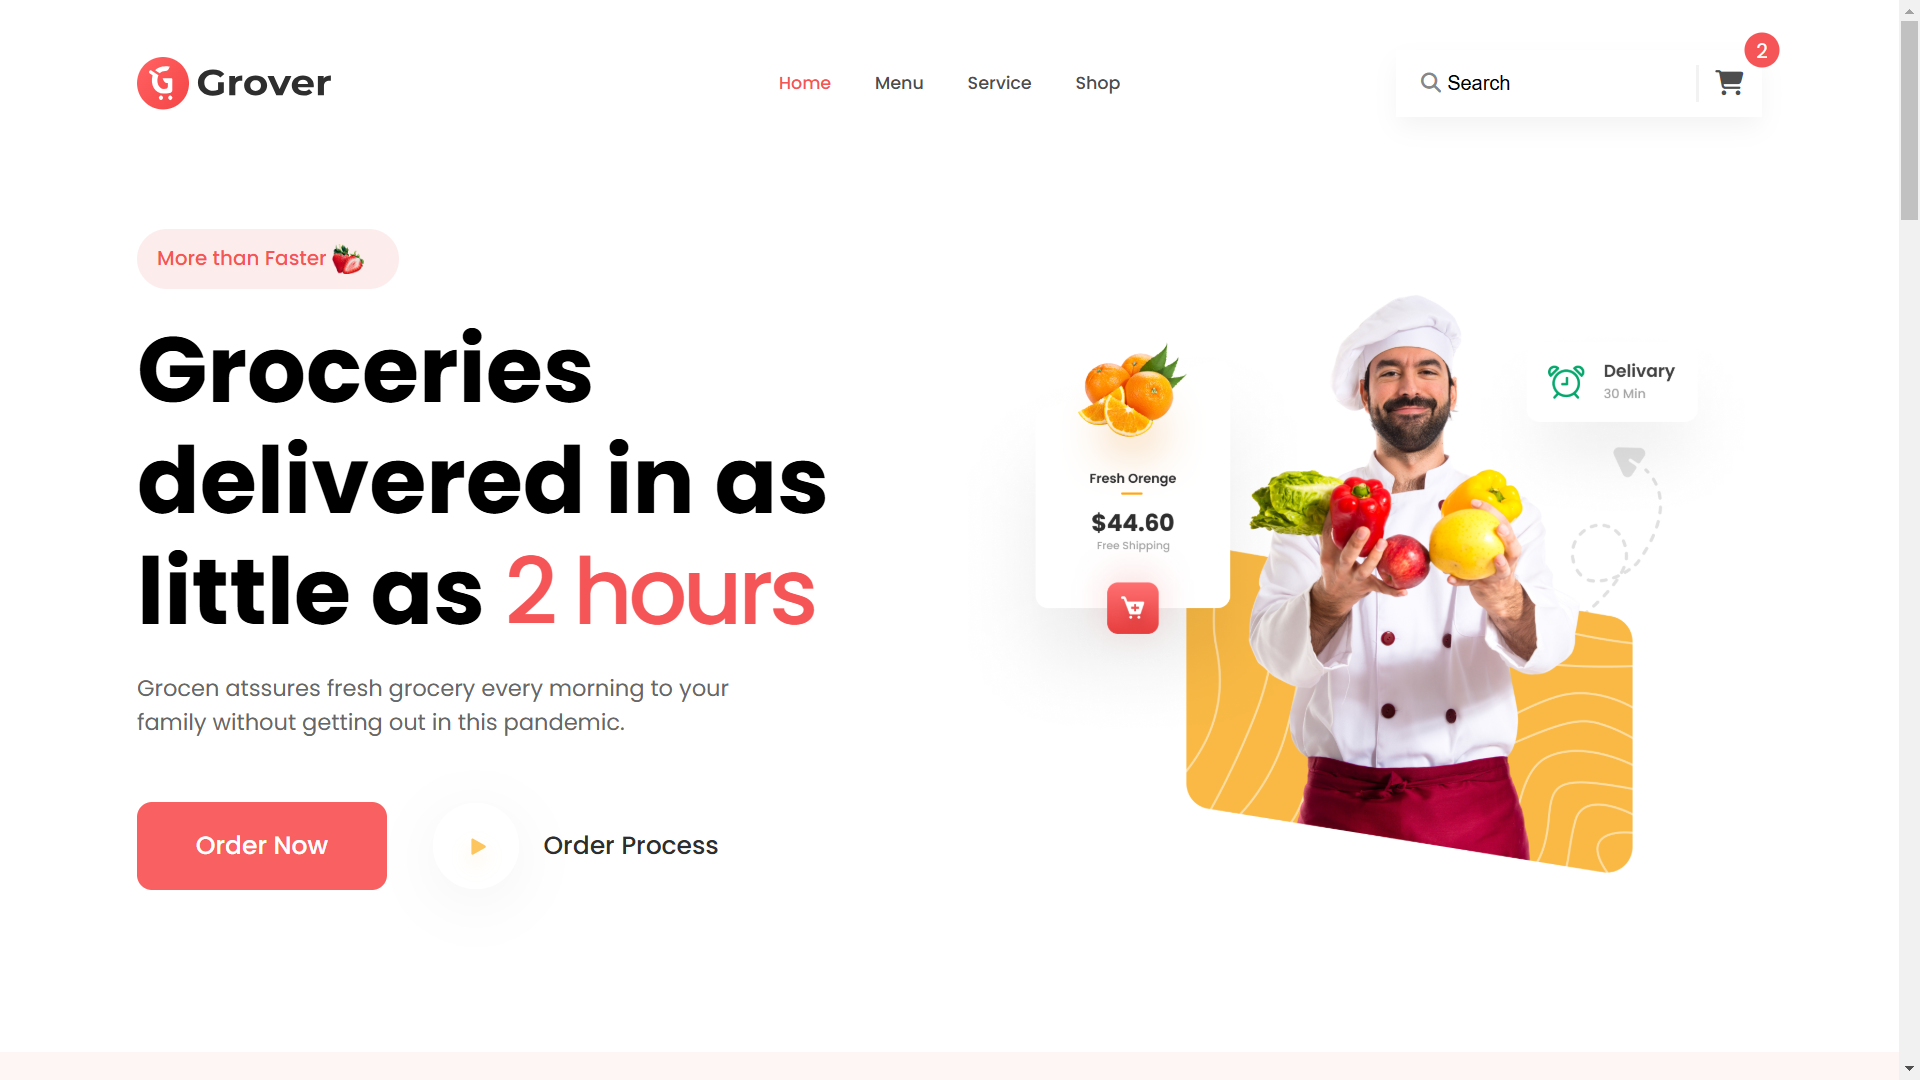 Grover
Home
Menu
Service
Shop
Search
2
More than Faster
Groceries
delivered in as
little as 2 hours
Grocen atssures fresh grocery every morning to your
family without getting out in this pandemic.
Order Now
Order Process
Fresh Orenge
$44.60
Free Shipping
Delivary
30 Min